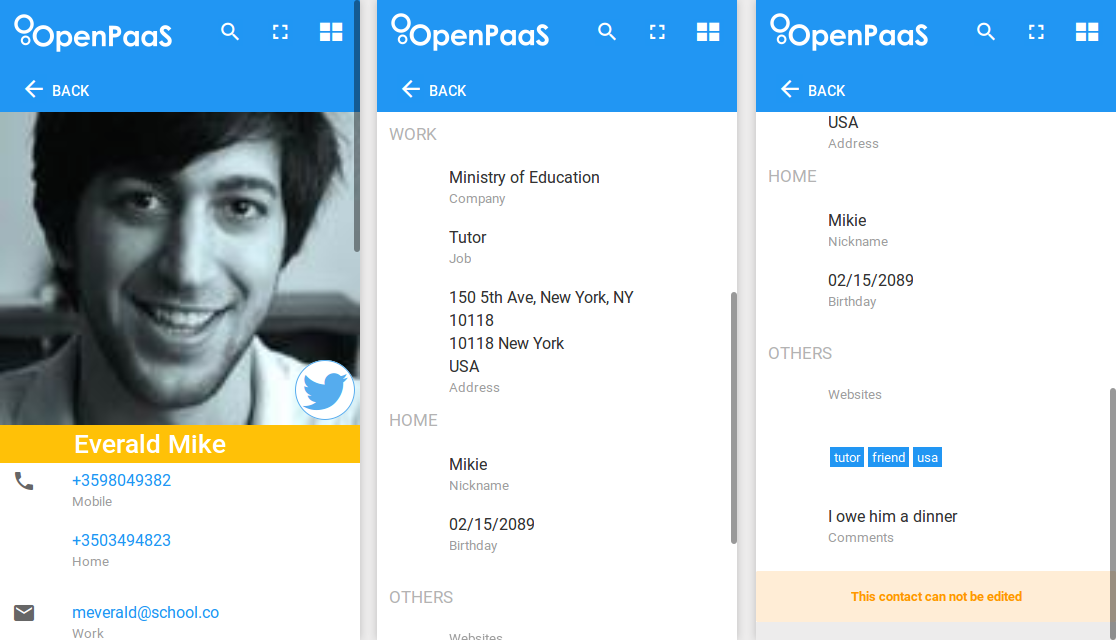 OpenPaaS
BACK
Everald Mike
+3598049382
Mobile
+3503494823
Home
meverald@school.co
Work
OpenPaaS
BACK
WORK
Ministry of Education
Company
Tutor
Job
150 5th Ave, New York, NY
10118
10118 New York
USA
Address
HOME
Mikie
Nickname
02/15/2089
Birthday
OTHERS
Websites
OpenPaaS
BACK
USA
Address
HOME
Mikie
Nickname
02/15/2089
Birthday
OTHERS
Websites
tutor friend usa
I owe him a dinner
Comments
This contact can not be edited